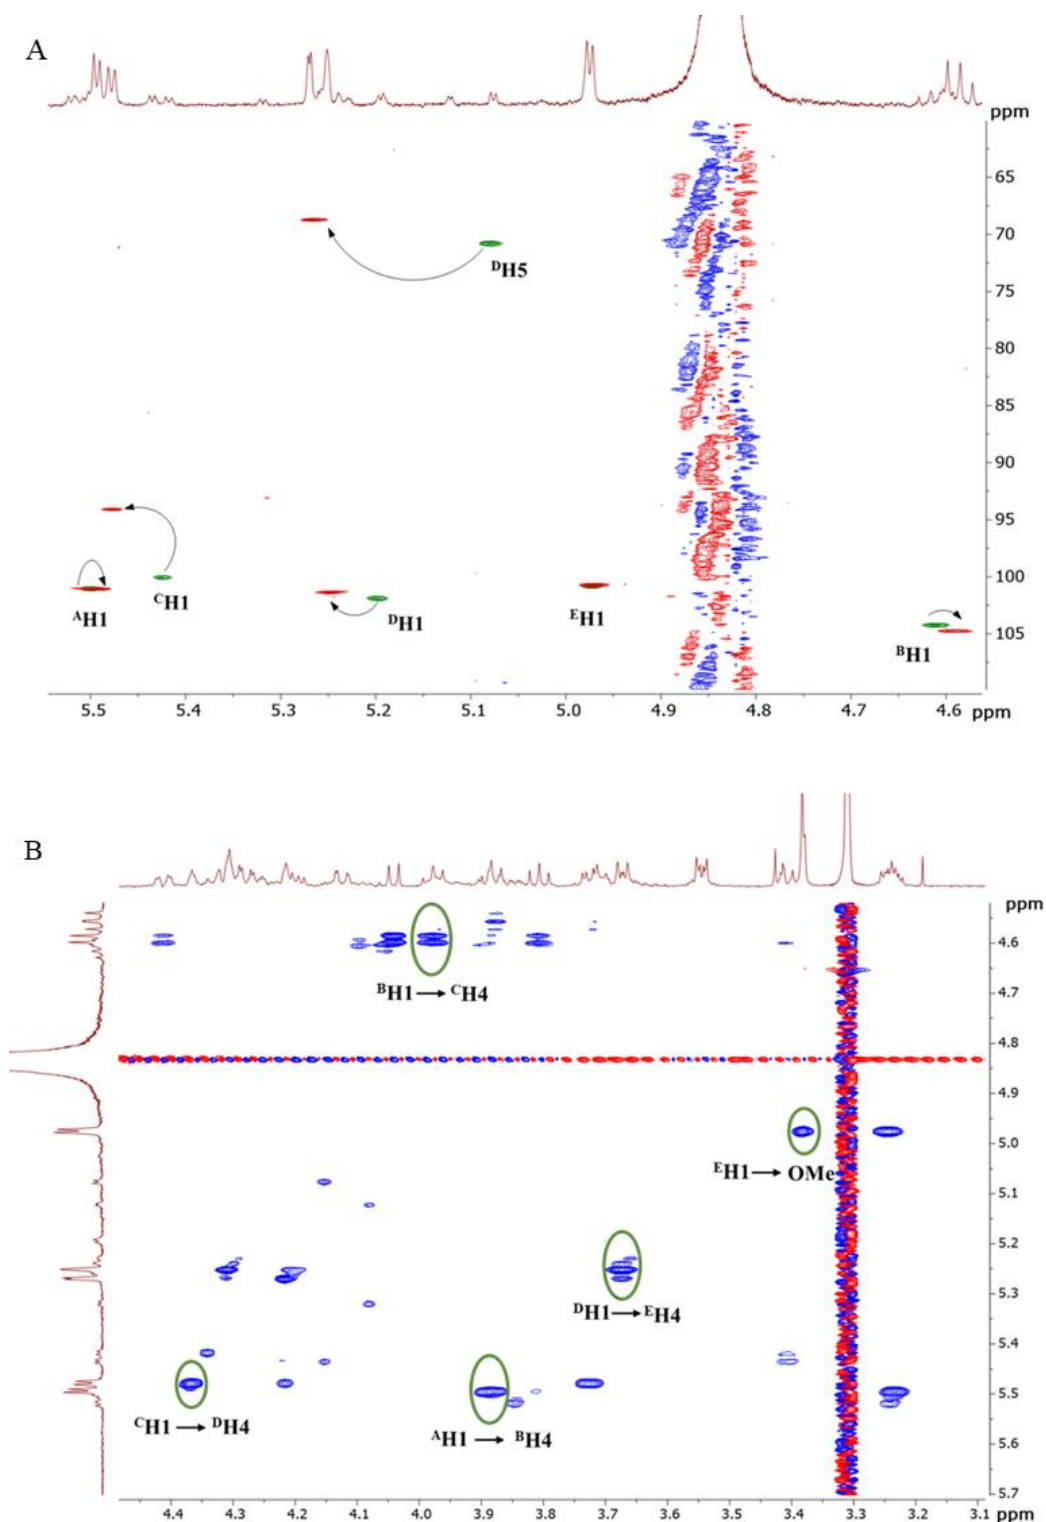 A
ppm
65
70
75
80
85
90
95
100
105
ᴰH5
ᶜH1
ᴬH1
ᴰH1
ᴱH1
ᴮH1
5.5 5.4 5.3 5.2 5.1 5.0 4.9 4.8 4.7 4.6 ppm
B
ppm
4.6
4.7
4.8
4.9
5.0
5.1
5.2
5.3
5.4
5.5
5.6
5.7
ᴮH1 → ᶜH4
ᴱH1 → OMe
ᴰH1 → ᴱH4
ᶜH1 → ᴰH4
ᴬH1 → ᴮH4
4.4 4.3 4.2 4.1 4.0 3.9 3.8 3.7 3.6 3.5 3.4 3.3 3.2 3.1
ppm